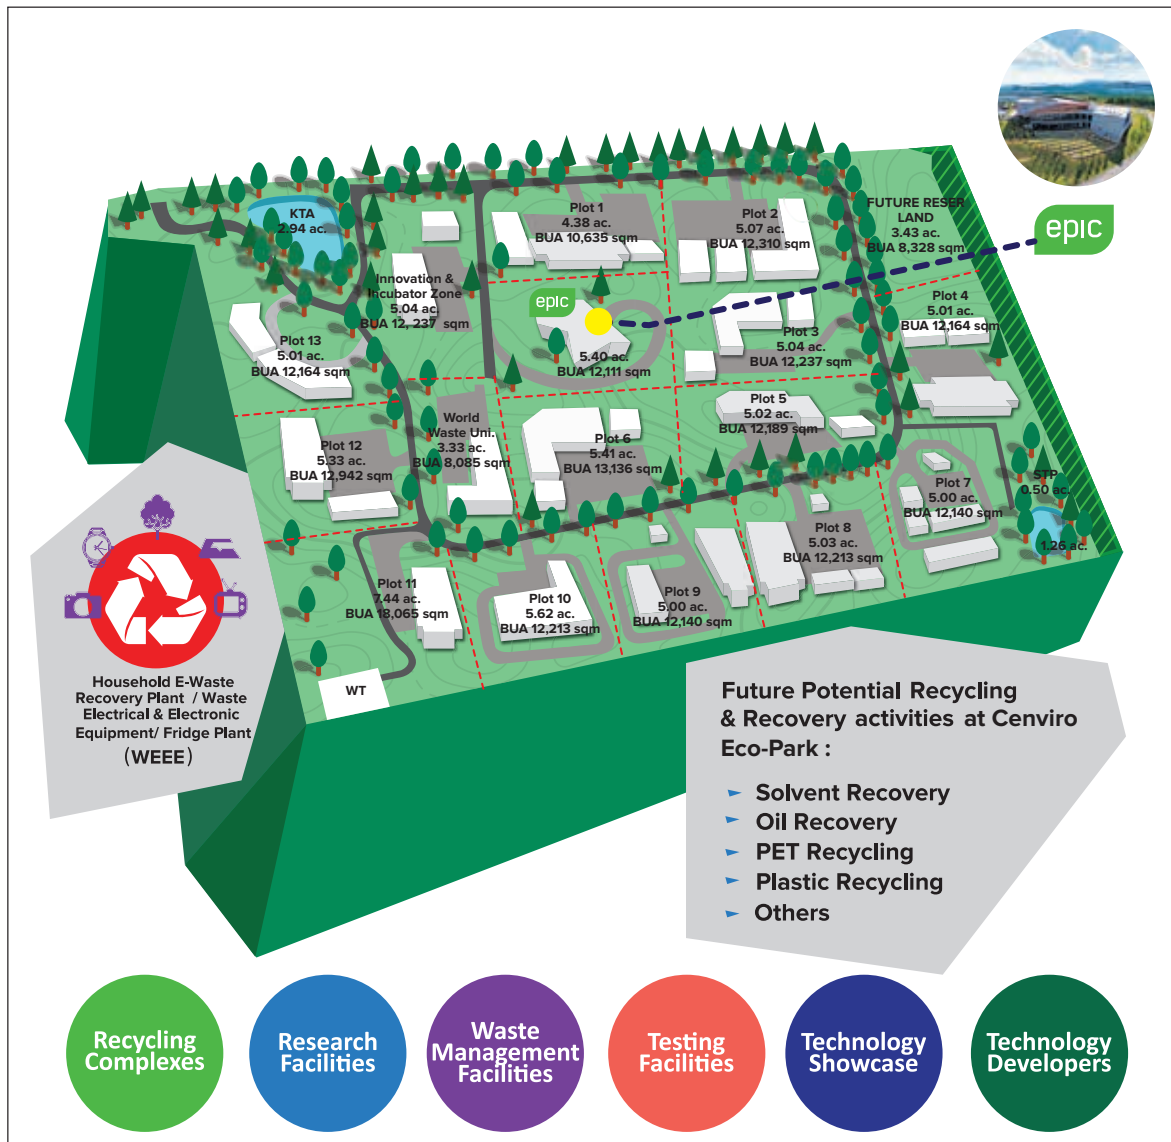 epic
KTA
2.94 ac.
Plot 1
4.38 ac.
BUA 10,635 sqm
Plot 2
5.07 ac.
BUA 12,310 sqm
FUTURE RESER
LAND
3.43 ac.
BUA 8,328 sqm
Innovation &
Incubator Zone
5.04 ac.
BUA 12, 237 sqm
epic
5.40 ac.
BUA 12,111 sqm
Plot 3
5.04 ac.
BUA 12,237 sqm
Plot 4
5.01 ac.
BUA 12,164 sqm
Plot 13
5.01 ac.
BUA 12,164 sqm
Plot 12
5.33 ac.
BUA 12,942 sqm
World
Waste Uni.
3.33 ac.
BUA 8,085 sqm
Plot 6
5.41 ac.
BUA 13,136 sqm
Plot 5
5.02 ac.
BUA 12,189 sqm
Plot 7
5.00 ac.
BUA 12,140 sqm
STP
0.50 ac.
1.26 ac.
Plot 8
5.03 ac.
BUA 12,213 sqm
Plot 11
7.44 ac.
BUA 18,065 sqm
Plot 10
5.62 ac.
BUA 12,213 sqm
Plot 9
5.00 ac.
BUA 12,140 sqm
WT
Household E-Waste
Recovery Plant / Waste
Electrical & Electronic
Equipment/ Fridge Plant
(WEEE)
Future Potential Recycling
& Recovery activities at Cenviro
Eco-Park :
Solvent Recovery
Oil Recovery
PET Recycling
Plastic Recycling
Others
Recycling
Complexes
Research
Facilities
Waste
Management
Facilities
Testing
Facilities
Technology
Showcase
Technology
Developers